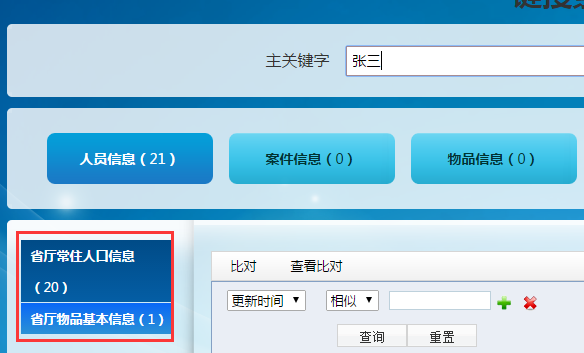 主关键字 张三
人员信息（21） 案件信息（0） 物品信息（0）
省厅常住人口信息
（20）
省厅物品基本信息（1）
比对 查看比对
更新时间 相似
查询 重置